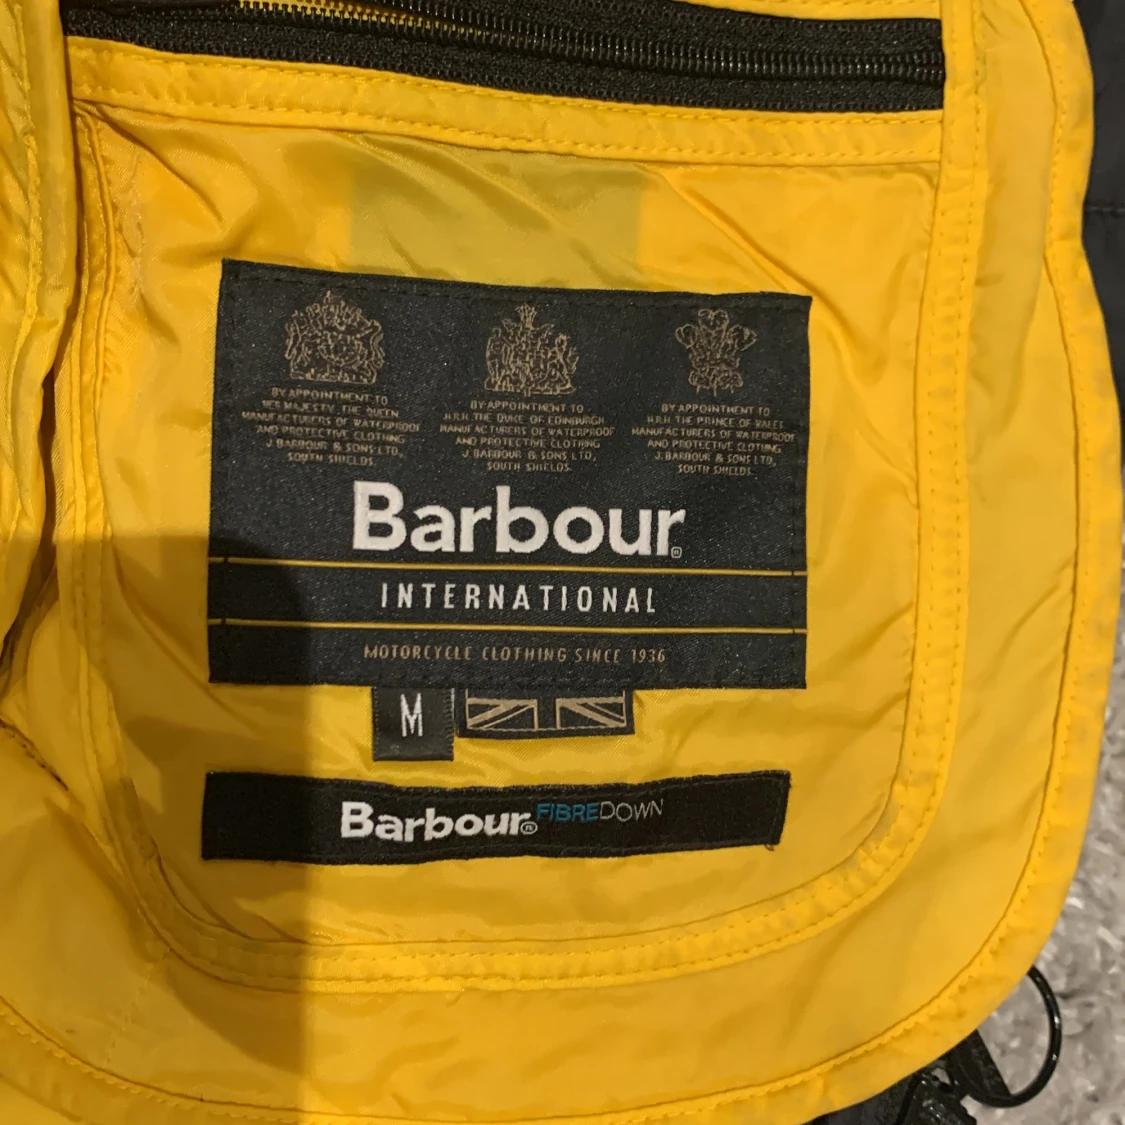 BY APPOINTMENT TO
HER MAJESTY THE QUEEN
MANUFACTURERS OF WATERPROOF
AND PROTECTIVE CLOTHING
J.BARBOUR & SONS LTD,
SOUTH SHIELDS.
BY APPOINTMENT TO
H.R.H. THE DUKE OF EDINBURGH
MANUFACTURERS OF WATERPROOF
AND PROTECTIVE CLOTHING
J.BARBOUR & SONS LTD,
SOUTH SHIELDS.
BY APPOINTMENT TO
H.R.H. THE PRINCE OF WALES
MANUFACTURERS OF WATERPROOF
AND PROTECTIVE CLOTHING
J.BARBOUR & SONS LTD,
SOUTH SHIELDS.
Barbour®
INTERNATIONAL
MOTORCYCLE CLOTHING SINCE 1936
M
Barbour® FIBREDOWN